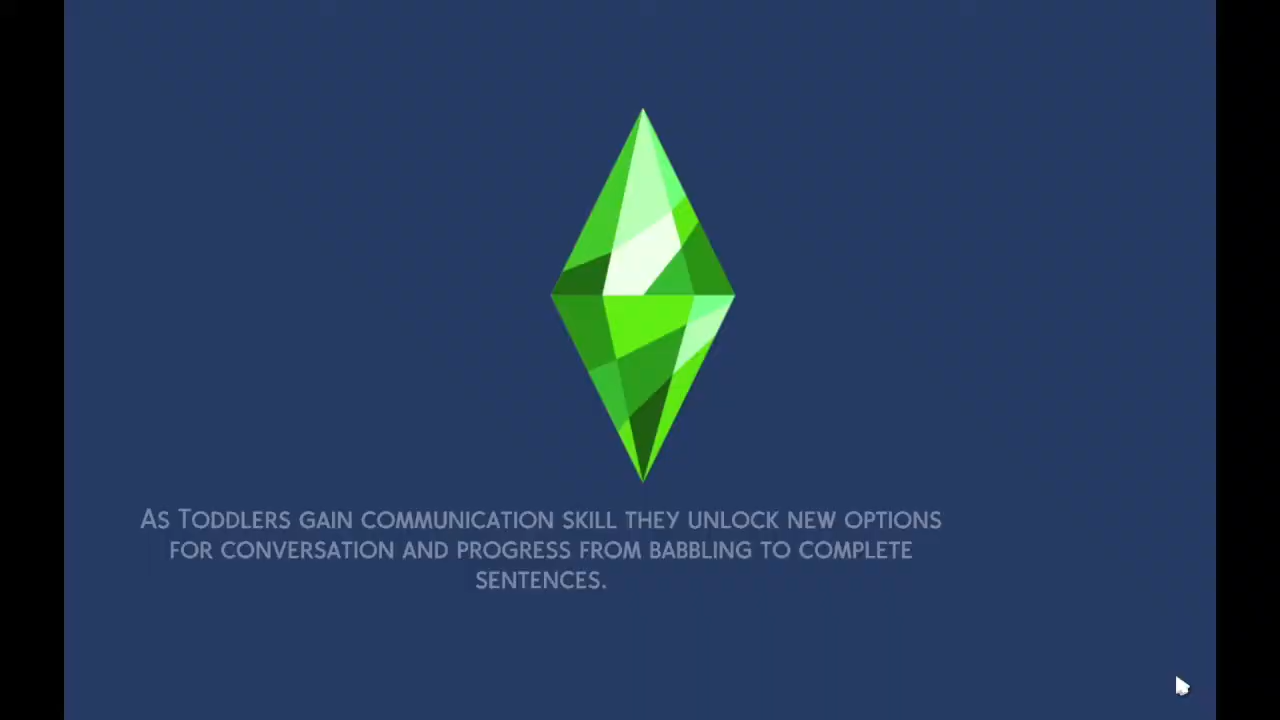 As Toddlers gain communication skill they unlock new options
for conversation and progress from babbling to complete
sentences.